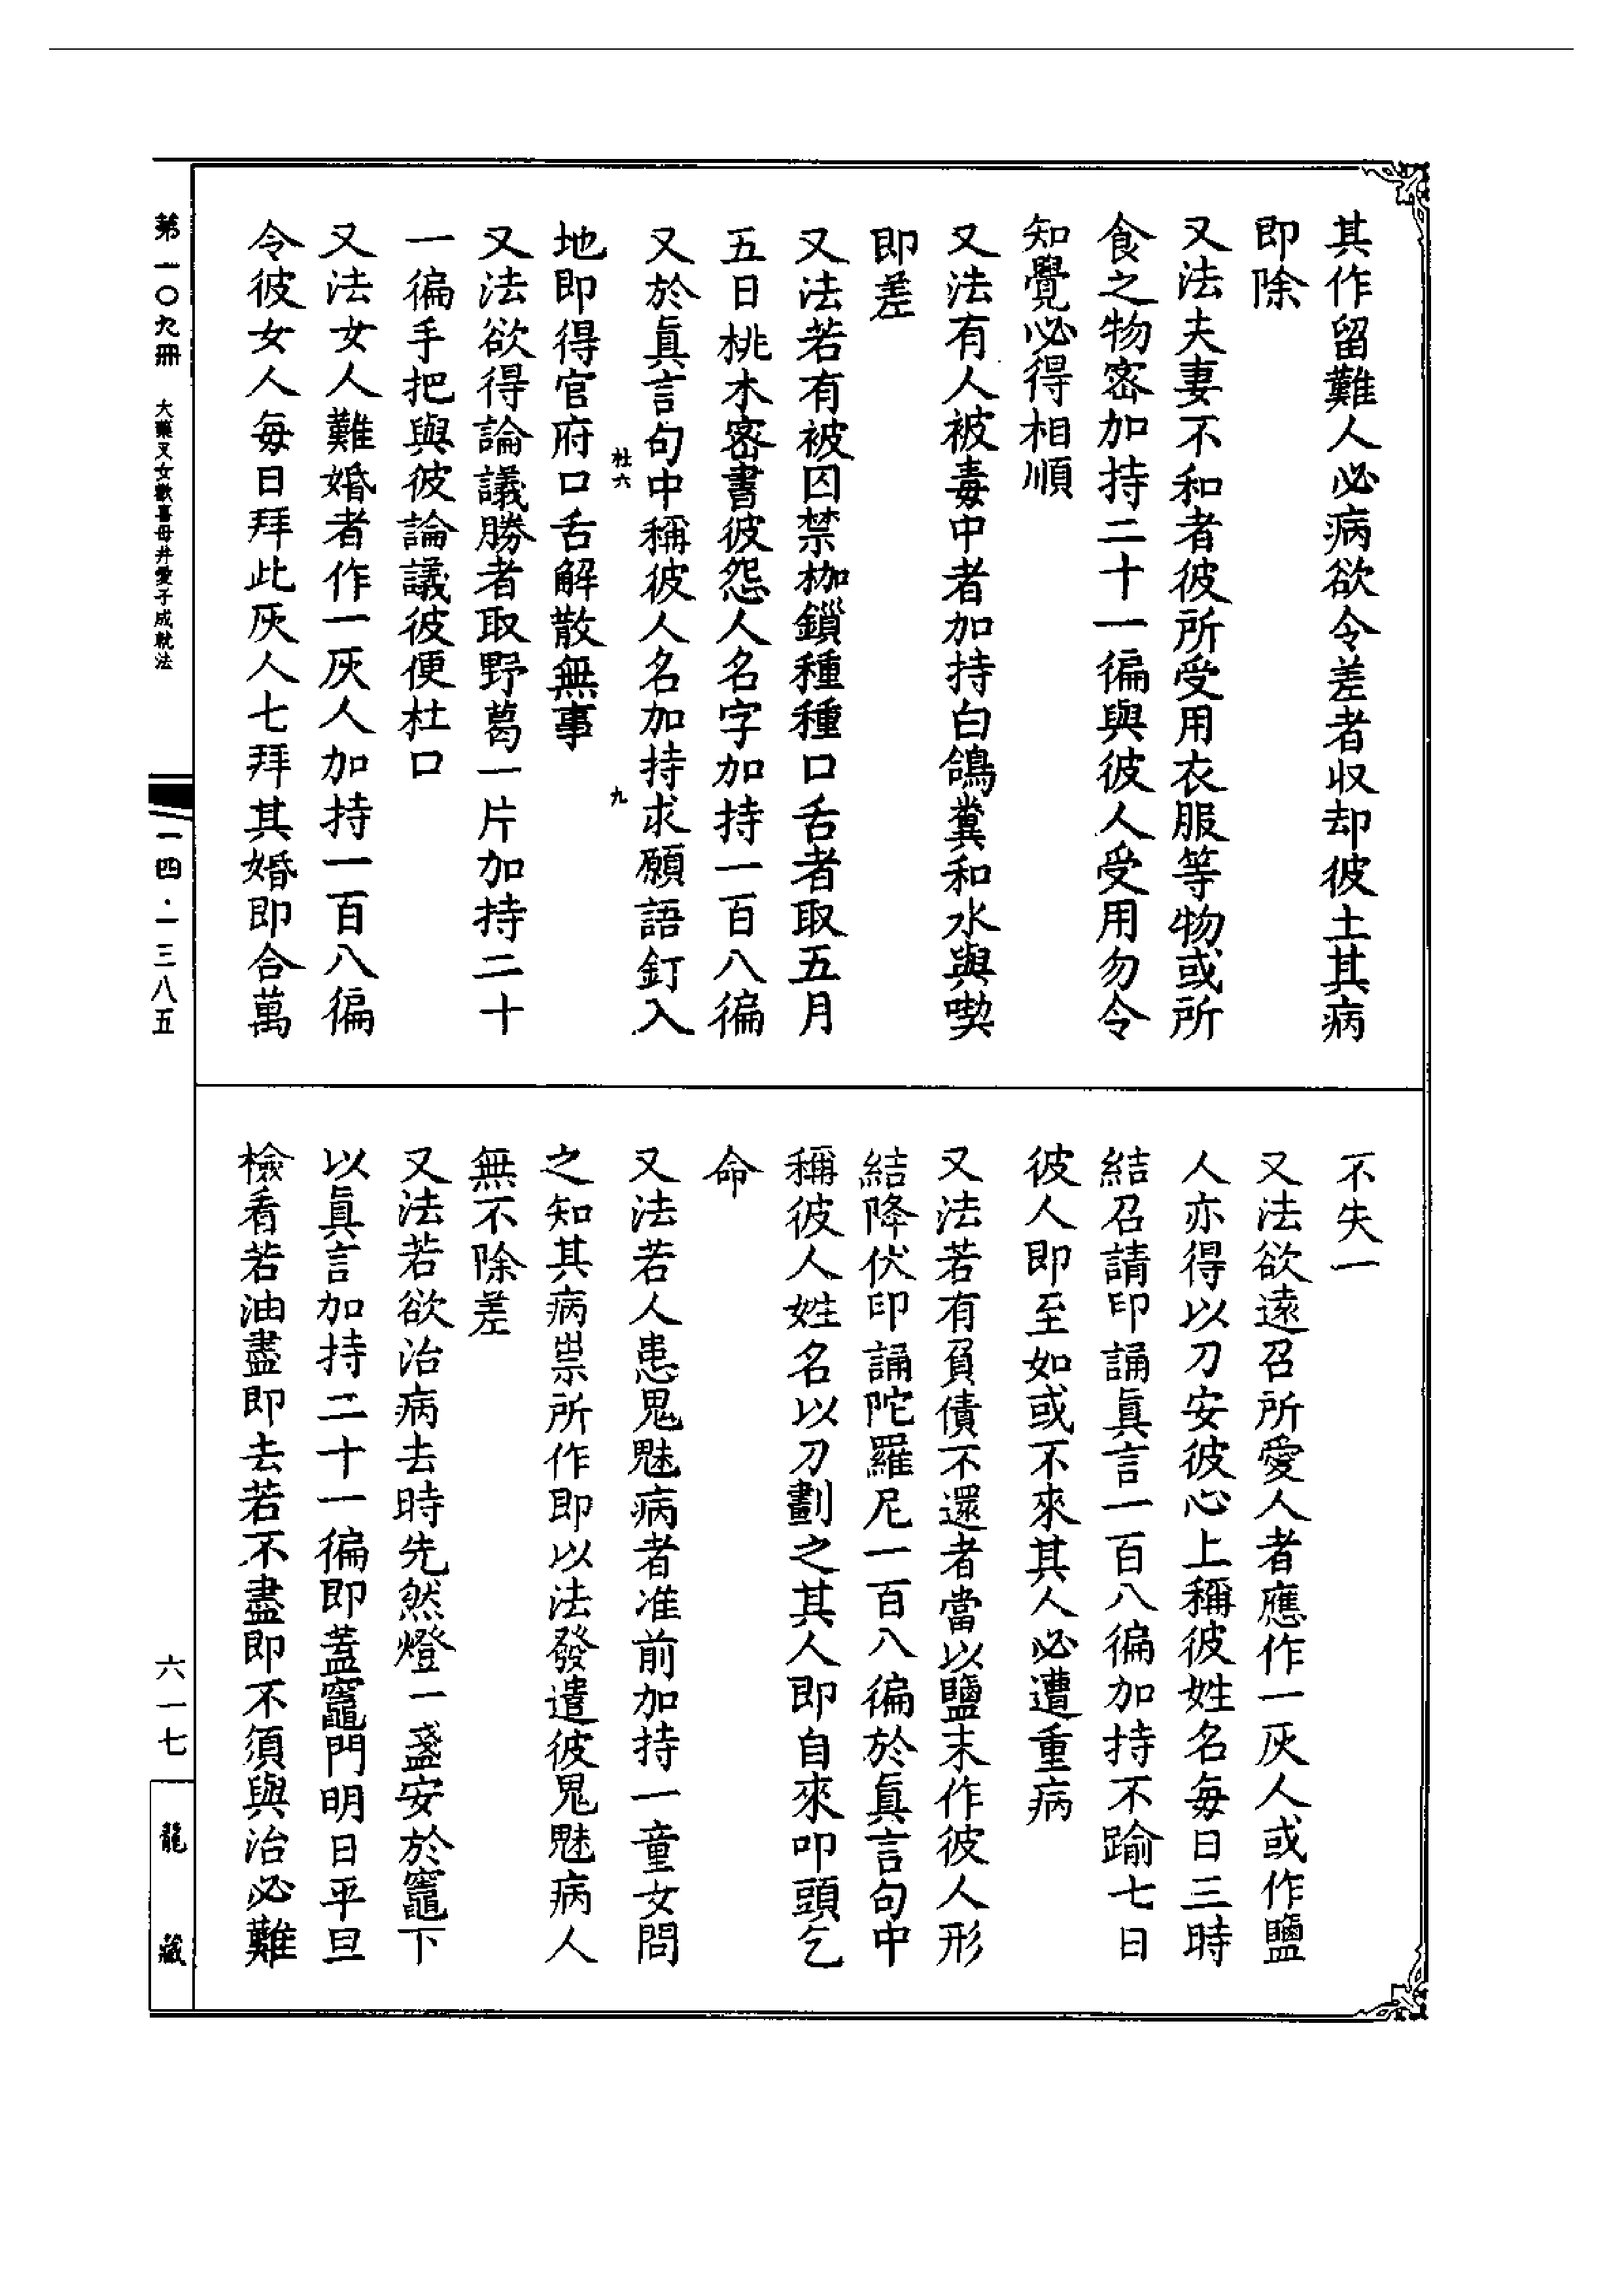 其作留難人必病欲令差者収却彼土其病
即除
又法夫妻不和者彼所受用衣服等物或所
食之物密加持二十一徧與彼人受用勿令
知覺必得相順
又法有人被毒中者加持白鴿糞和水與喫
即差
又法若有被囚禁枷鎖種種口舌者取五月
五日桃木密書彼怨人名字加持一百八徧
又於眞言句中稱彼人名加持求願語釘入
杜六 九
地即得官府口舌解散無事
又法欲得論議勝者取野葛一片加持二十
一徧手把與彼論議彼便杜口
又法女人難婚者作一灰人加持一百八徧
令彼女人每日拜此灰人七拜其婚即合萬
不失一
又法欲遠召所愛人者應作一灰人或作鹽
人亦得以刀安彼心上稱彼姓名每日三時
結召請印誦眞言一百八徧加持不踰七日
彼人即至如或不來其人必遭重病
又法若有負債不還者當以鹽末作彼人形
結降伏印誦陀羅尼一百八徧於眞言句中
稱彼人姓名以刀劃之其人即自來叩頭乞
命
又法若人患鬼魅病者准前加持一童女問
之知其病祟所作即以法發遣彼鬼魅病人
無不除差
又法若欲治病去時先然燈一盞安於竈下
以眞言加持二十一徧即蓋竈門明日平旦
檢看若油盡即去若不盡即不須與治必難
第一〇九冊 大藥叉女歡喜母并愛子成就法
一四·一三八五
六一七
龍藏